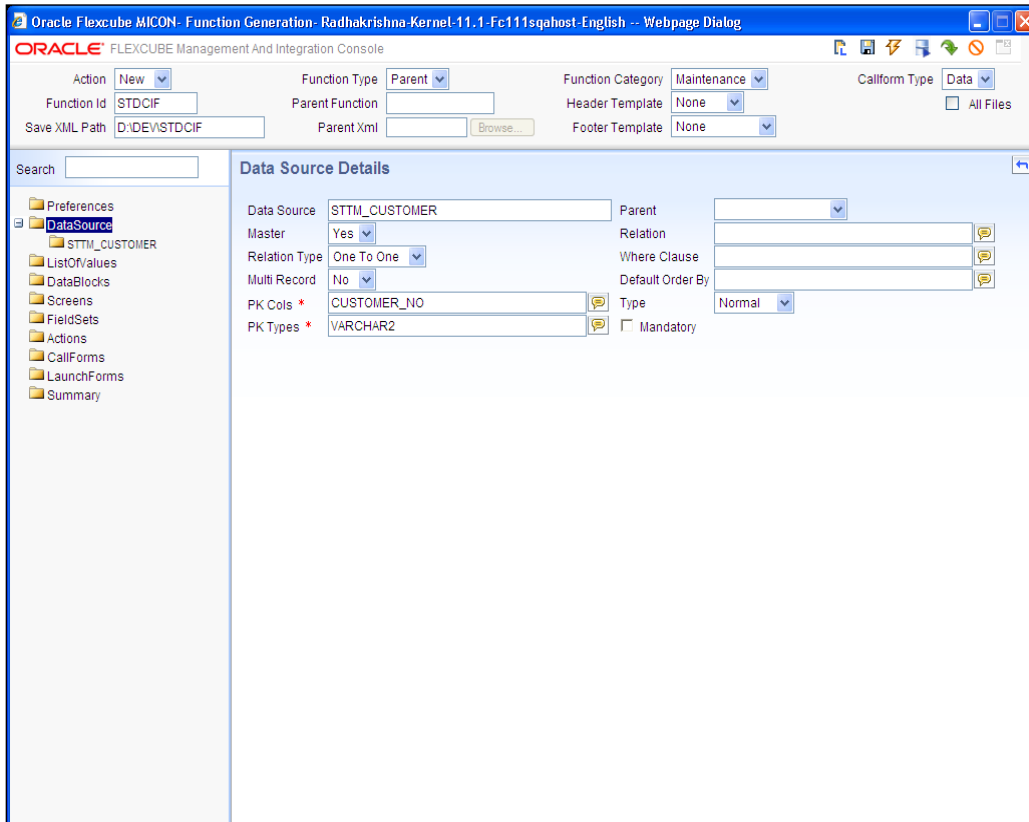 Oracle Flexcube MICON- Function Generation- Radhakrishna-Kernel-11.1-Fc111sqahost-English -- Webpage Dialog
ORACLE FLEXCUBE Management And Integration Console
Action New Function Type Parent Function Category Maintenance Callform Type Data
Function Id STDCIF Parent Function Header Template None All Files
Save XML Path D:\DEV\STDCIF Parent Xml Browse... Footer Template None
Search
Preferences
DataSource
STTM_CUSTOMER
ListOfValues
DataBlocks
Screens
FieldSets
Actions
CallForms
LaunchForms
Summary
Data Source Details
Data Source STTM_CUSTOMER Parent
Master Yes Relation
Relation Type One To One Where Clause
Multi Record No Default Order By
PK Cols * CUSTOMER_NO Type Normal
PK Types * VARCHAR2 Mandatory